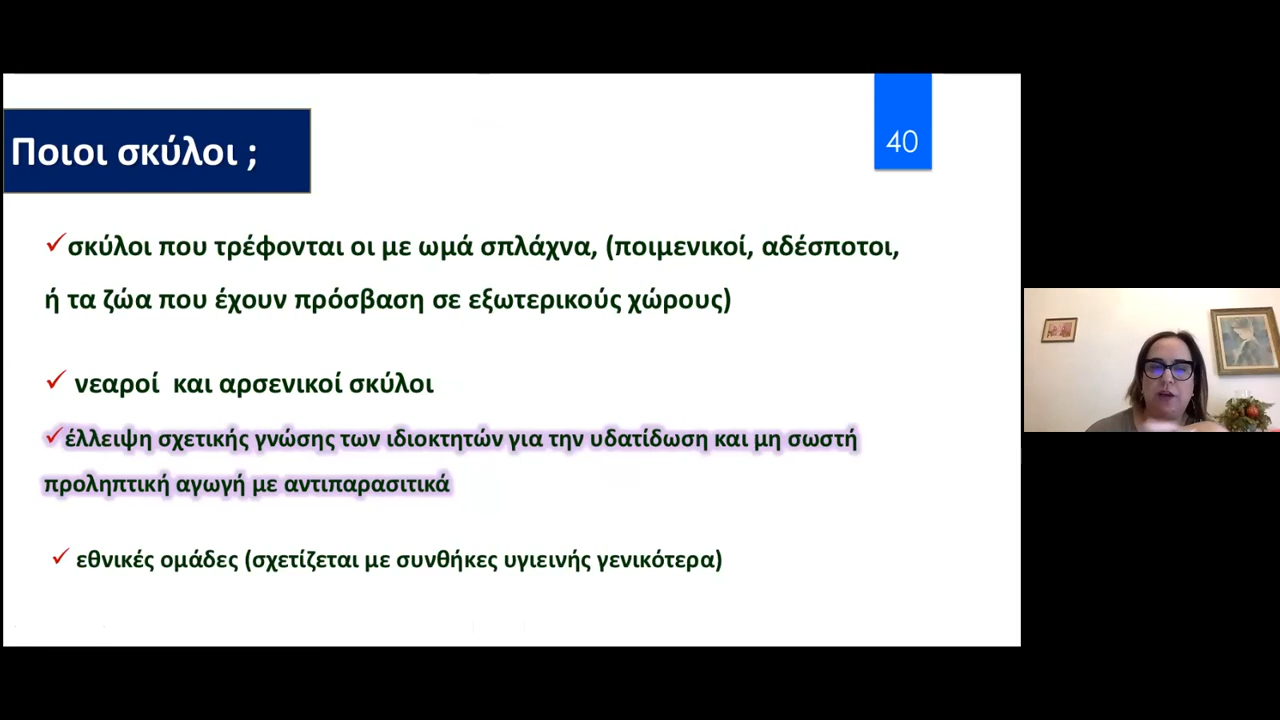 Ποιοι σκύλοι ;
40
✓σκύλοι που τρέφονται οι με ωμά σπλάχνα, (ποιμενικοί, αδέσποτοι,
ή τα ζώα που έχουν πρόσβαση σε εξωτερικούς χώρους)
✓ νεαροί και αρσενικοί σκύλοι
✓έλλειψη σχετικής γνώσης των ιδιοκτητών για την υδατίδωση και μη σωστή
προληπτική αγωγή με αντιπαρασιτικά
✓ εθνικές ομάδες (σχετίζεται με συνθήκες υγιεινής γενικότερα)